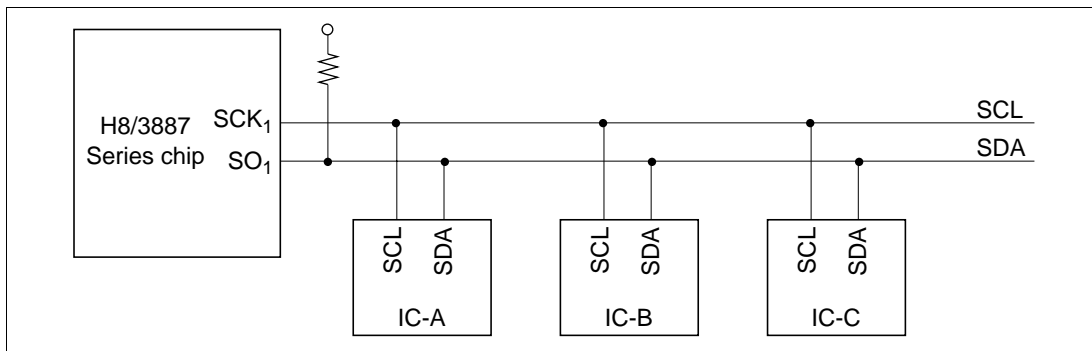 H8/3887
Series chip
SCK₁
SO₁
SCL
SDA
SCL
SDA
IC-A
SCL
SDA
IC-B
SCL
SDA
IC-C